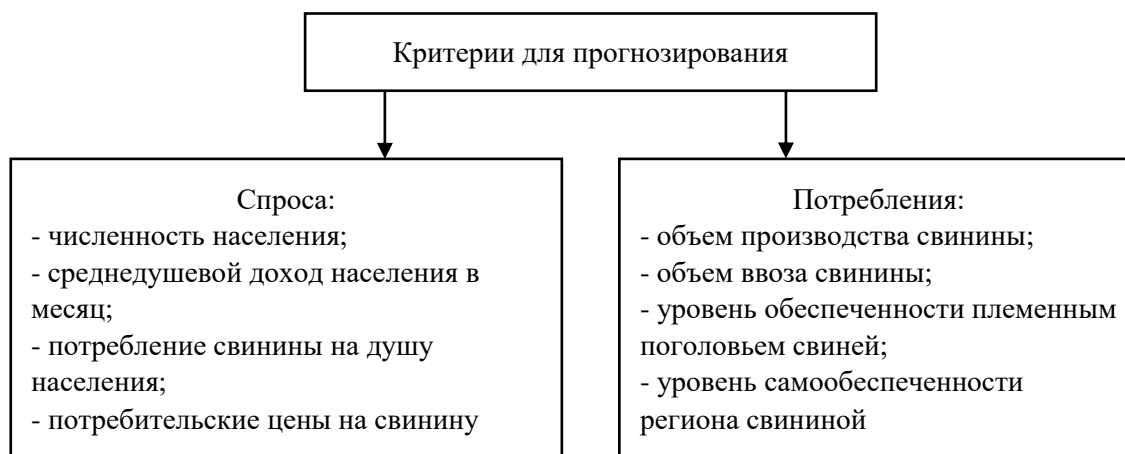 Критерии для прогнозирования
Спроса:
- численность населения;
- среднедушевой доход населения в
месяц;
- потребление свинины на душу
населения;
- потребительские цены на свинину
Потребления:
- объем производства свинины;
- объем ввоза свинины;
- уровень обеспеченности племенным
поголовьем свиней;
- уровень самообеспеченности
региона свининой